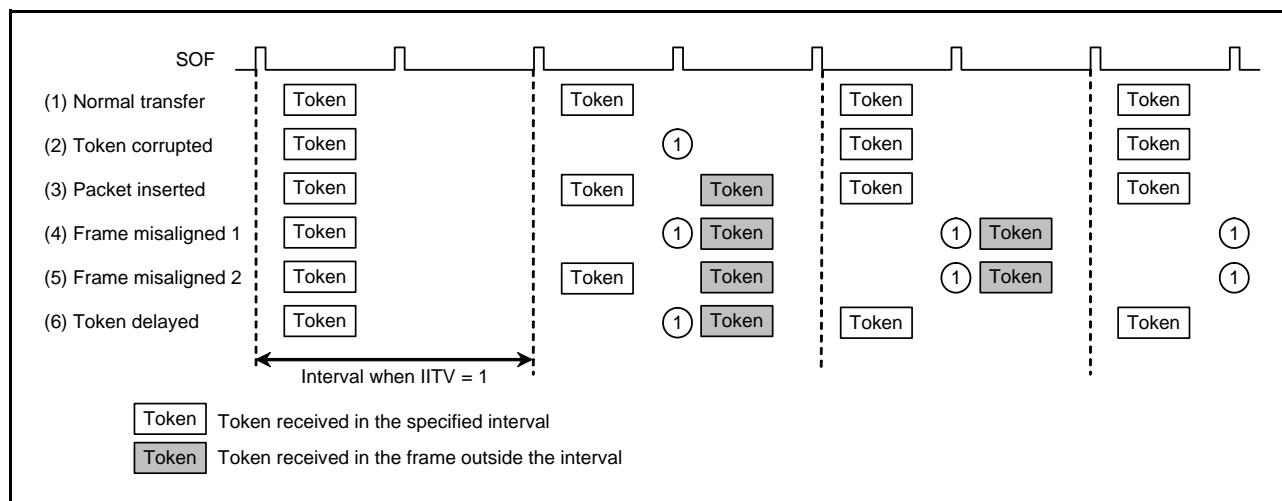 SOF
(1) Normal transfer Token Token Token Token
(2) Token corrupted Token 1 Token Token
(3) Packet inserted Token Token Token Token Token
(4) Frame misaligned 1 Token 1 Token 1 Token 1
(5) Frame misaligned 2 Token Token Token 1 Token 1
(6) Token delayed Token 1 Token Token Token
Interval when IITV = 1
Token Token received in the specified interval
Token Token received in the frame outside the interval